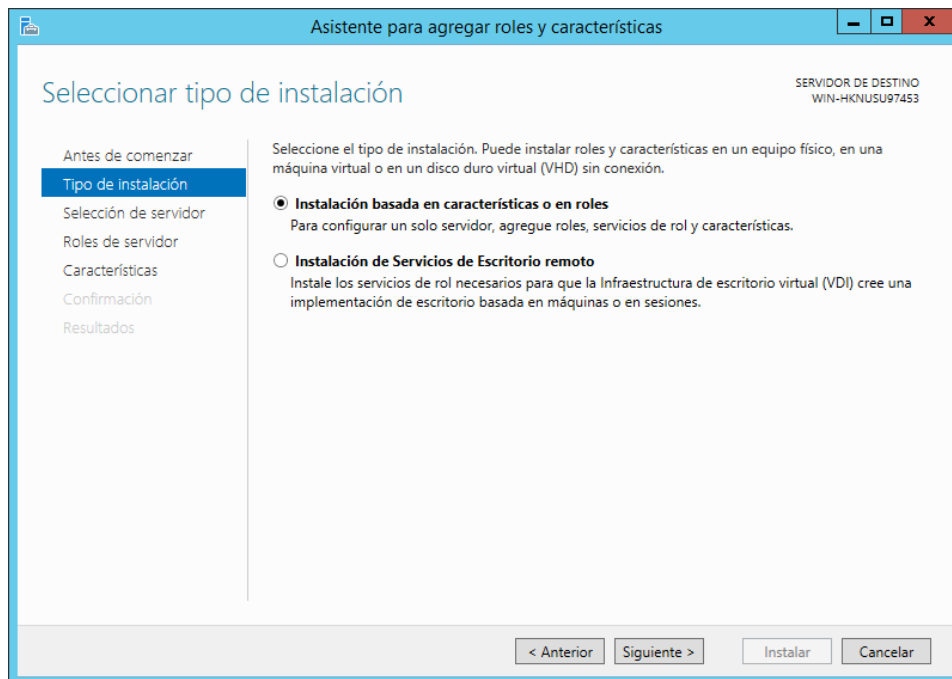 Asistente para agregar roles y características
Seleccionar tipo de instalación
SERVIDOR DE DESTINO
WIN-HKNUSU97453
Antes de comenzar
Tipo de instalación
Selección de servidor
Roles de servidor
Características
Confirmación
Resultados
Seleccione el tipo de instalación. Puede instalar roles y características en un equipo físico, en una
máquina virtual o en un disco duro virtual (VHD) sin conexión.
Instalación basada en características o en roles
Para configurar un solo servidor, agregue roles, servicios de rol y características.
Instalación de Servicios de Escritorio remoto
Instale los servicios de rol necesarios para que la Infraestructura de escritorio virtual (VDI) cree una
implementación de escritorio basada en máquinas o en sesiones.
< Anterior Siguiente > Instalar Cancelar